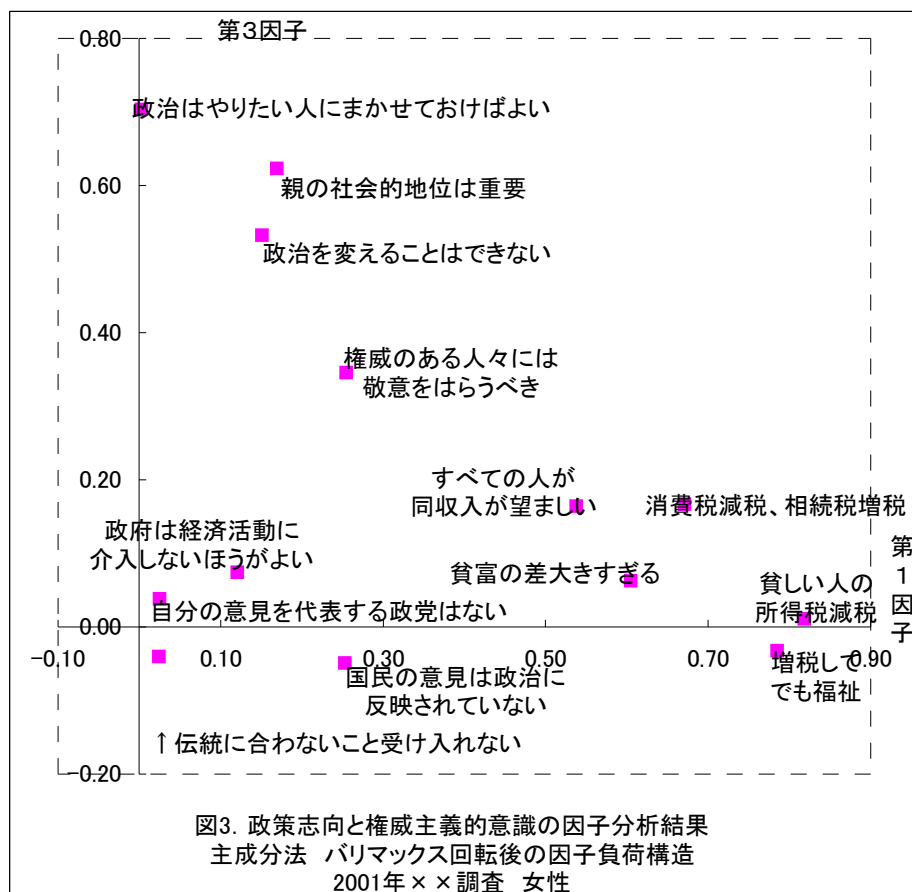 第3因子
0.80
政治はやりたい人にまかせておけばよい
0.60
親の社会的地位は重要
政治を変えることはできない
0.40
権威のある人々には
敬意をはらうべき
0.20
すべての人が
同収入が望ましい
消費税減税、相続税増税
政府は経済活動に
介入しないほうがよい
貧富の差大きすぎる
貧しい人の
所得税減税
第1因子
自分の意見を代表する政党はない
0.00
-0.10 0.10 0.30 0.50 0.70 0.90
国民の意見は政治に
反映されていない
増税して
でも福祉
↑伝統に合わないこと受け入れない
-0.20
図3. 政策志向と権威主義的意識の因子分析結果
主成分法 バリマックス回転後の因子負荷構造
2001年××調査 女性